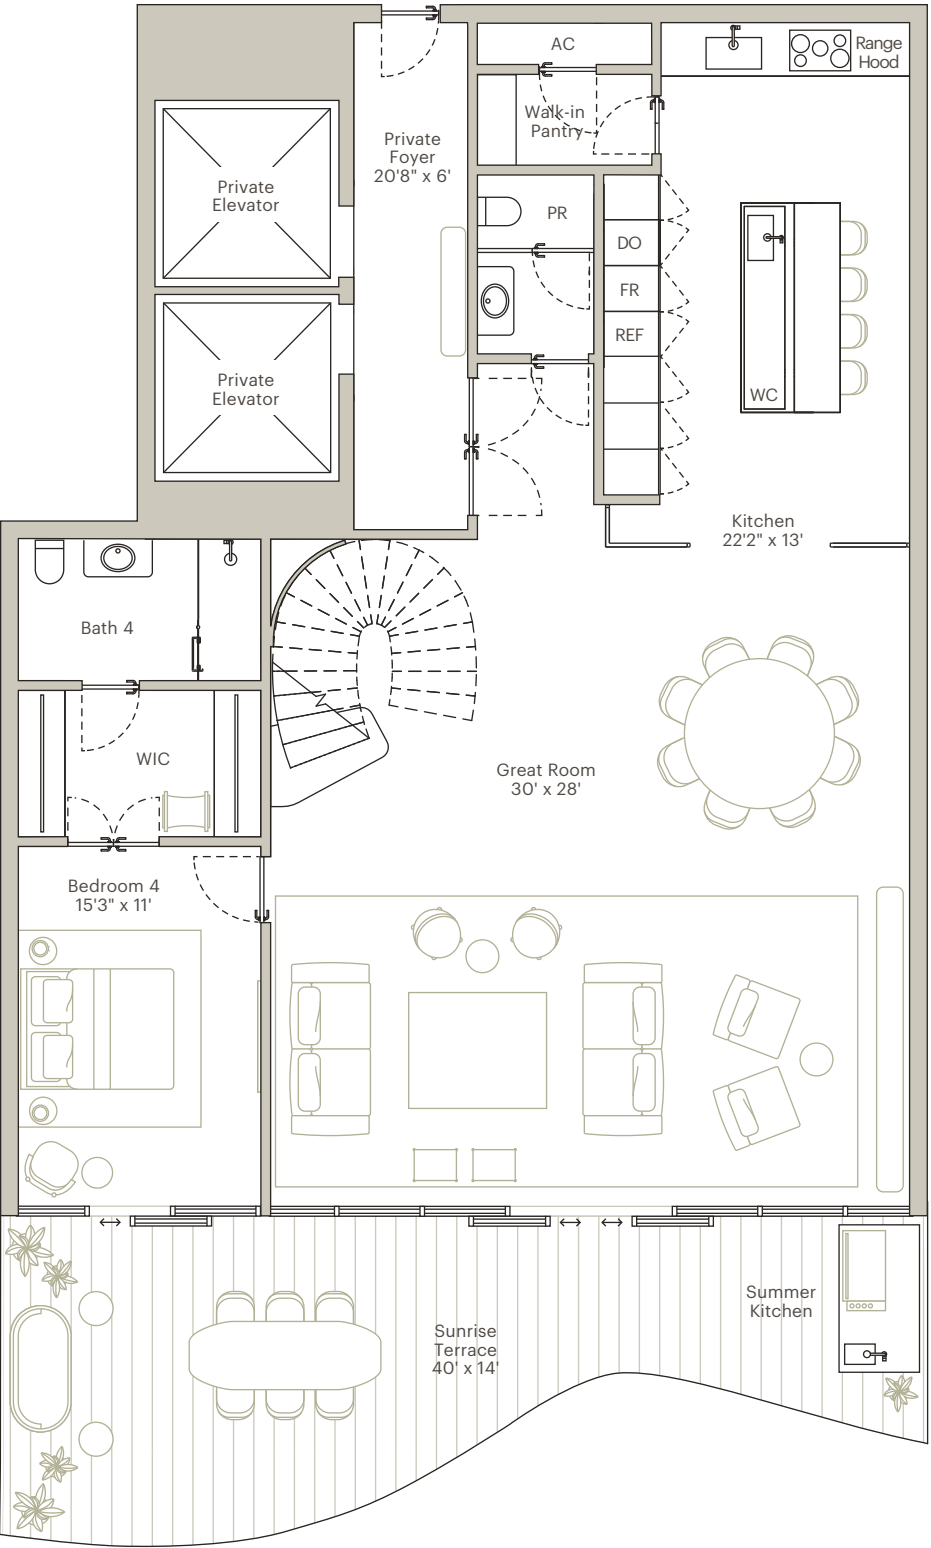 AC
Range
Hood
Walk-in
Pantry
Private
Foyer
20'8" x 6'
Private
Elevator
PR
DO
FR
REF
Private
Elevator
WC
Kitchen
22'2" x 13'
Bath 4
WIC
Great Room
30' x 28'
Bedroom 4
15'3" x 11'
Summer
Kitchen
Sunrise
Terrace
40' x 14'